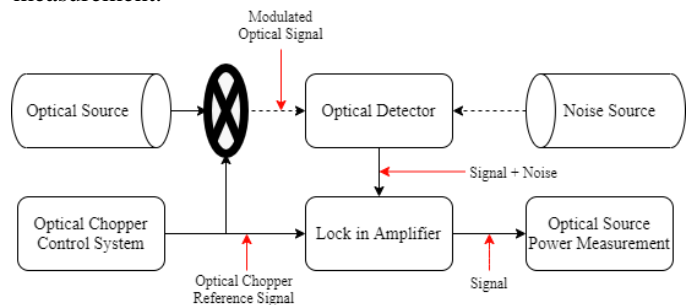 measurement.
Modulated
Optical Signal
Optical Source
Optical Detector
Noise Source
Signal + Noise
Optical Chopper
Control System
Lock in Amplifier
Optical Source
Power Measurement
Optical Chopper
Reference Signal
Signal